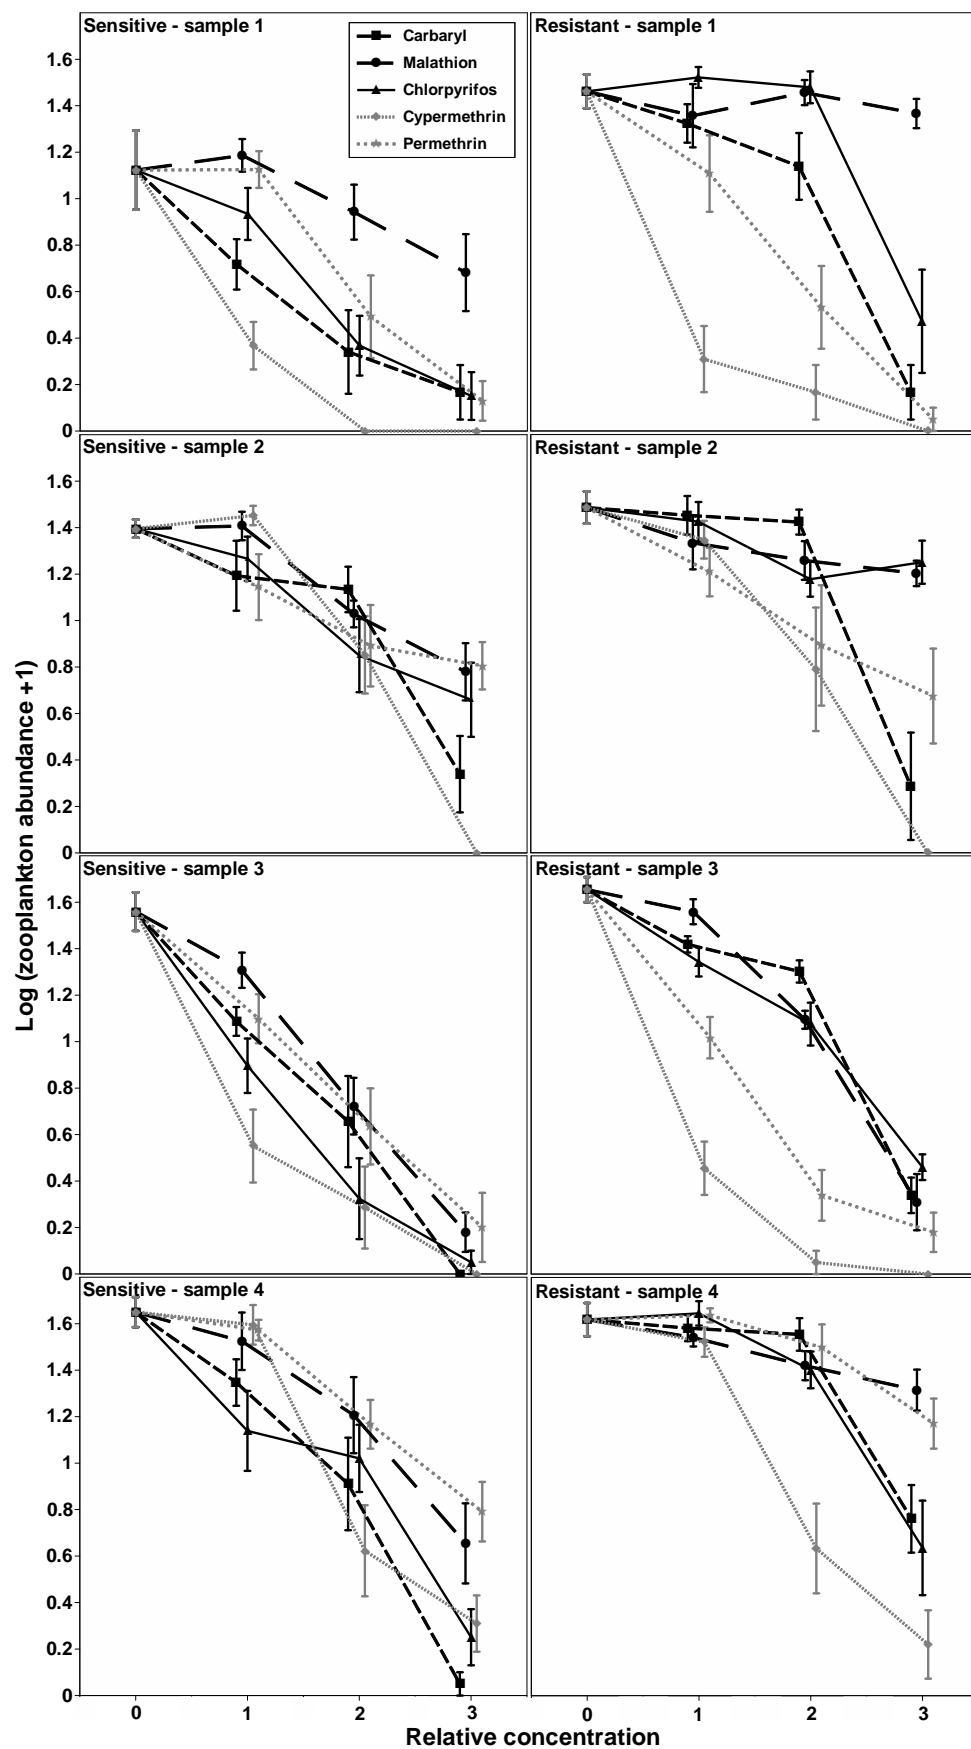 Sensitive - sample 1
Resistant - sample 1
Carbaryl
Malathion
Chlorpyrifos
Cypermethrin
Permethrin
1.6
1.4
1.2
1
0.8
0.6
0.4
0.2
0
Sensitive - sample 2
Resistant - sample 2
1.6
1.4
1.2
1
0.8
0.6
0.4
0.2
0
Sensitive - sample 3
Resistant - sample 3
1.6
1.4
1.2
1
0.8
0.6
0.4
0.2
0
Sensitive - sample 4
Resistant - sample 4
1.6
1.4
1.2
1
0.8
0.6
0.4
0.2
0
Log (zooplankton abundance +1)
0 1 2 3
0 1 2 3
Relative concentration